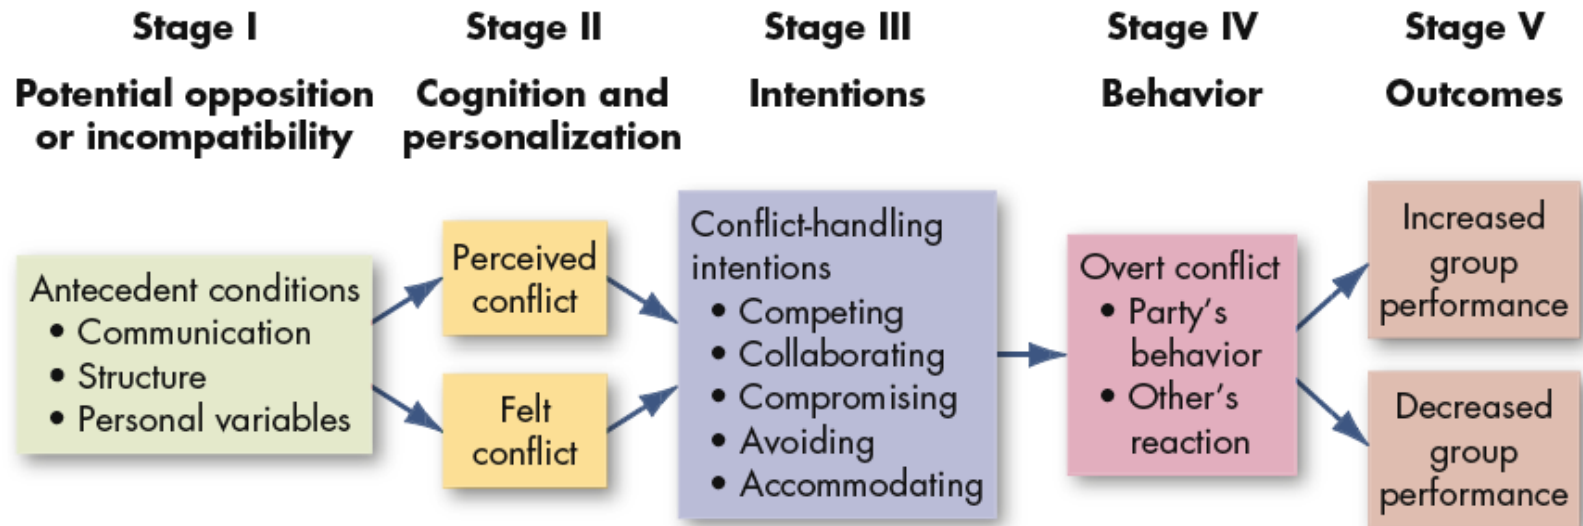 Stage I
Potential opposition
or incompatibility
Stage II
Cognition and
personalization
Stage III
Intentions
Stage IV
Behavior
Stage V
Outcomes
Antecedent conditions
• Communication
• Structure
• Personal variables
Perceived
conflict
Felt
conflict
Conflict-handling
intentions
• Competing
• Collaborating
• Compromising
• Avoiding
• Accommodating
Overt conflict
• Party’s
behavior
• Other’s
reaction
Increased
group
performance
Decreased
group
performance